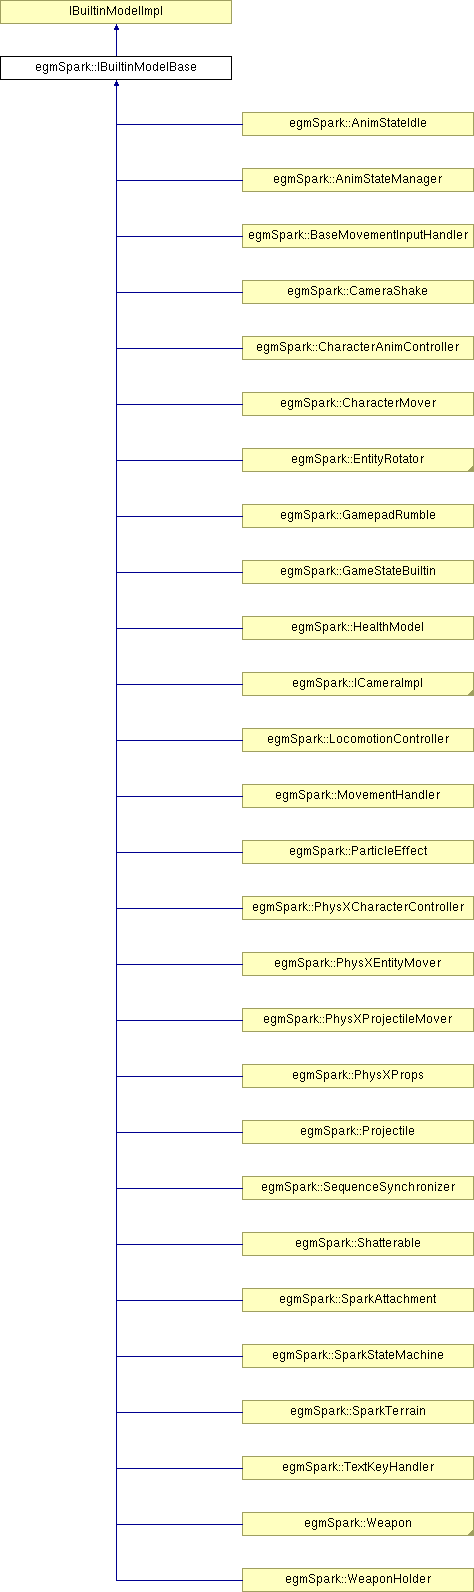 IBuiltinModelImpl
egmSpark::IBuiltinModelBase
egmSpark::AnimStateIdle
egmSpark::AnimStateManager
egmSpark::BaseMovementInputHandler
egmSpark::CameraShake
egmSpark::CharacterAnimController
egmSpark::CharacterMover
egmSpark::EntityRotator
egmSpark::GamepadRumble
egmSpark::GameStateBuiltin
egmSpark::HealthModel
egmSpark::ICameraImpl
egmSpark::LocomotionController
egmSpark::MovementHandler
egmSpark::ParticleEffect
egmSpark::PhysXCharacterController
egmSpark::PhysXEntityMover
egmSpark::PhysXProjectileMover
egmSpark::PhysXProps
egmSpark::Projectile
egmSpark::SequenceSynchronizer
egmSpark::Shatterable
egmSpark::SparkAttachment
egmSpark::SparkStateMachine
egmSpark::SparkTerrain
egmSpark::TextKeyHandler
egmSpark::Weapon
egmSpark::WeaponHolder